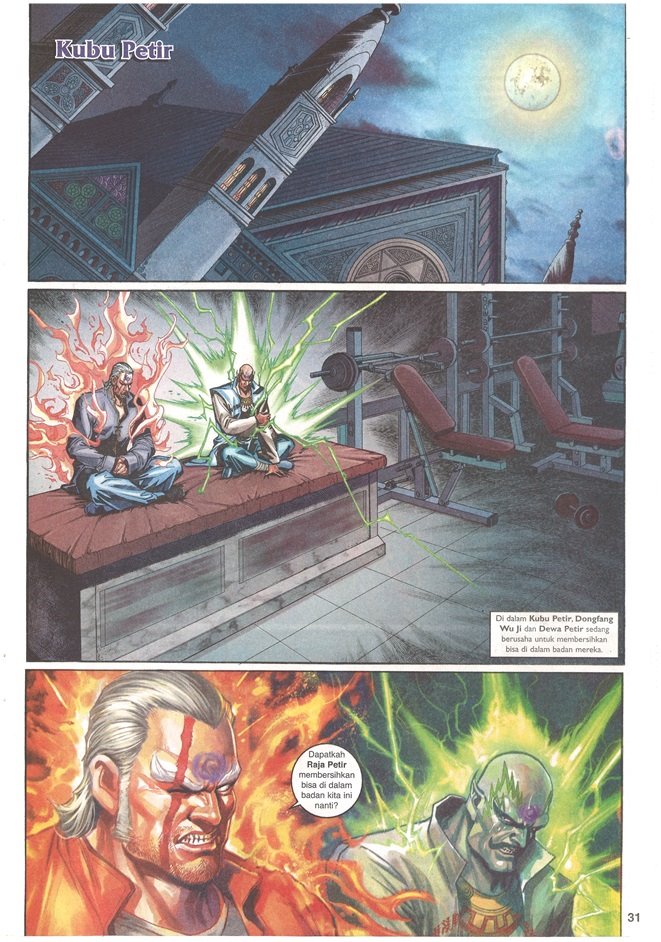 Kubu Petir
Di dalam Kubu Petir, Dongfang
Wu Ji dan Dewa Petir sedang
berusaha untuk membersihkan
bisa di dalam badan mereka.
Dapatkah
Raja Petir
membersihkan
bisa di dalam
badan kita ini
nanti?
31